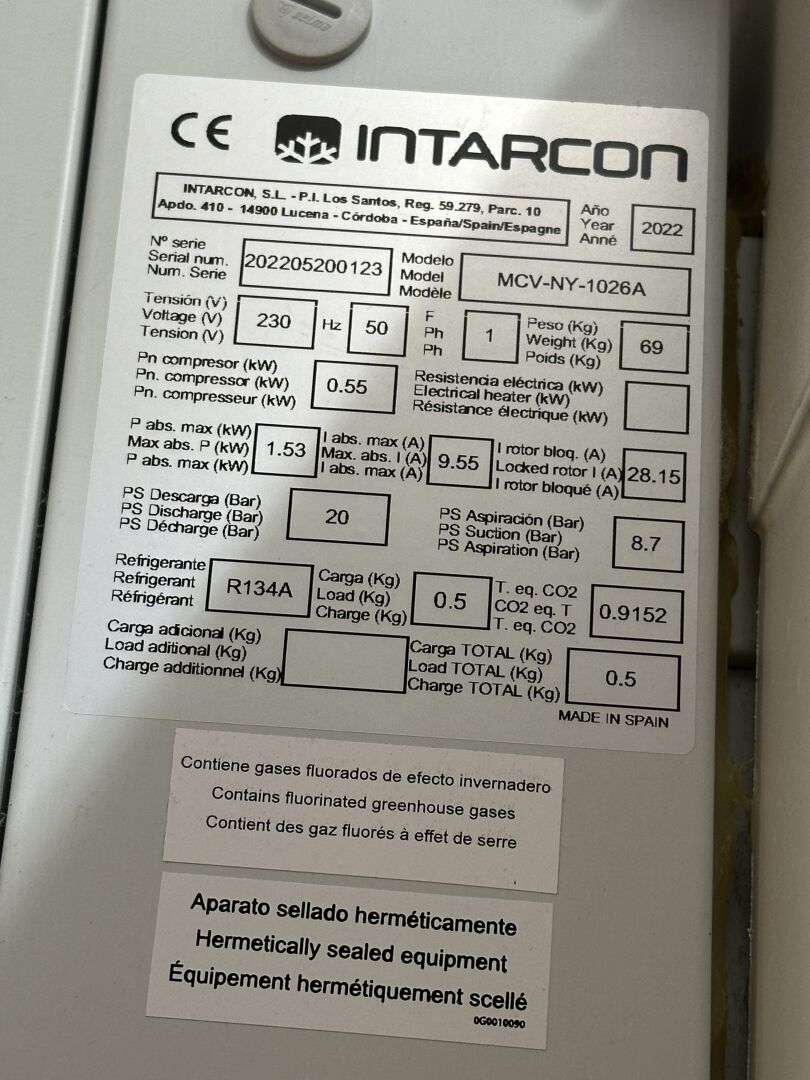 CE INTARCON
INTARCON, S.L. - P.I. Los Santos, Reg. 59.279, Parc. 10
Apdo. 410 - 14900 Lucena - Córdoba - España/Spain/Espagne
Año
Year
Anné
2022
Nº serie
Serial num.
Num. Serie
202205200123
Modelo
Model
Modèle
MCV-NY-1026A
Tensión (V)
Voltage (V)
Tension (V)
230
Hz
50
F
Ph
Ph
1
Peso (Kg)
Weight (Kg)
Poids (Kg)
69
Pn compresor (kW)
Pn. compressor (kW)
Pn. compresseur (kW)
0.55
Resistencia eléctrica (kW)
Electrical heater (kW)
Résistance électrique (kW)
P abs. max (kW)
Max abs. P (kW)
P abs. max (kW)
1.53
I abs. max (A)
Max. abs. I (A)
I abs. max (A)
9.55
I rotor bloq. (A)
Locked rotor I (A)
I rotor bloqué (A)
28.15
PS Descarga (Bar)
PS Discharge (Bar)
PS Décharge (Bar)
20
PS Aspiración (Bar)
PS Suction (Bar)
PS Aspiration (Bar)
8.7
Refrigerante
Refrigerant
Réfrigérant
R134A
Carga (Kg)
Load (Kg)
Charge (Kg)
0.5
T. eq. CO2
CO2 eq. T
T. eq. CO2
0.9152
Carga adicional (Kg)
Load aditional (Kg)
Charge additionnel (Kg)
Carga TOTAL (Kg)
Load TOTAL (Kg)
Charge TOTAL (Kg)
0.5
MADE IN SPAIN
Contiene gases fluorados de efecto invernadero
Contains fluorinated greenhouse gases
Contient des gaz fluorés à effet de serre
Aparato sellado herméticamente
Hermetically sealed equipment
Équipement hermétiquement scellé
0G0010090